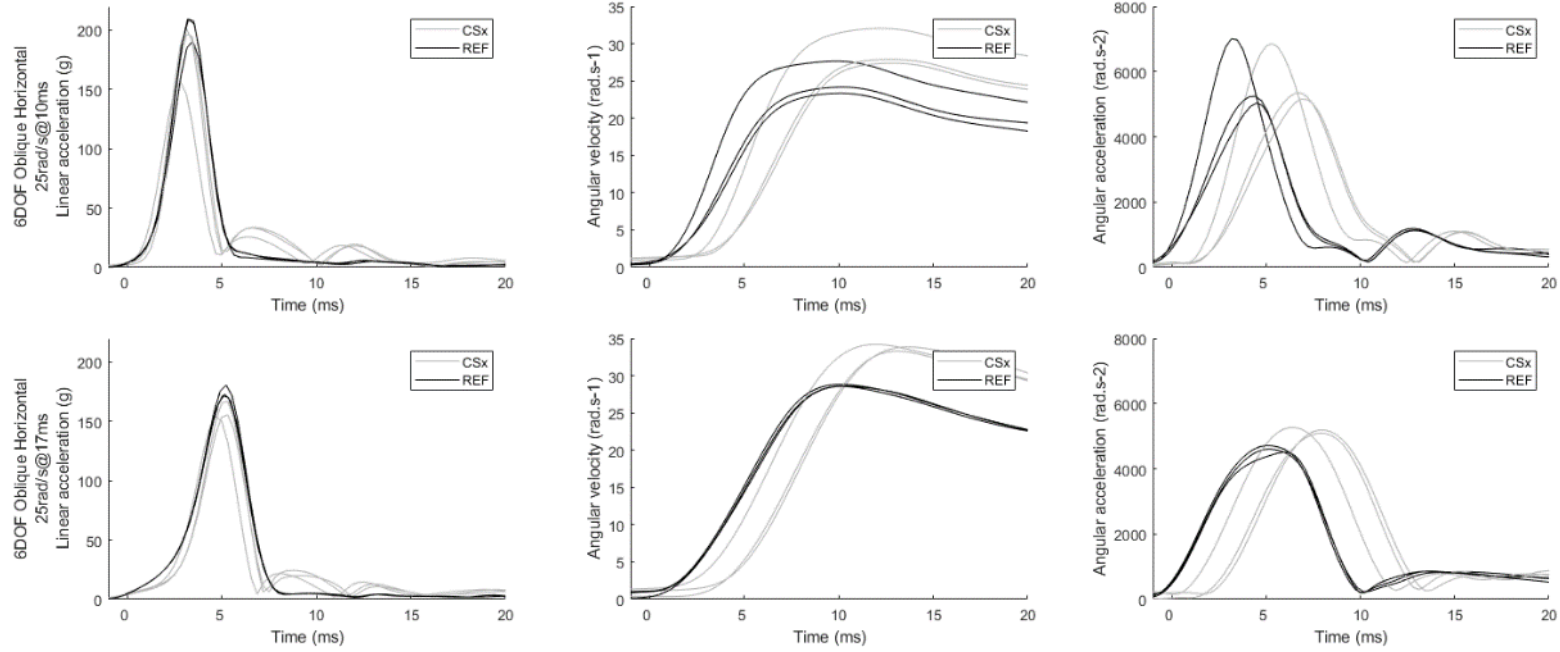 6DOF Oblique Horizontal
25rad/s@10ms
Linear acceleration (g)
200
150
100
50
0
0
5
10
15
20
Time (ms)
CSx
REF
Angular velocity (rad.s-1)
35
30
25
20
15
10
5
0
0
5
10
15
20
Time (ms)
CSx
REF
Angular acceleration (rad.s-2)
8000
6000
4000
2000
0
0
5
10
15
20
Time (ms)
CSx
REF
6DOF Oblique Horizontal
25rad/s@17ms
Linear acceleration (g)
200
150
100
50
0
0
5
10
15
20
Time (ms)
CSx
REF
Angular velocity (rad.s-1)
35
30
25
20
15
10
5
0
0
5
10
15
20
Time (ms)
CSx
REF
Angular acceleration (rad.s-2)
8000
6000
4000
2000
0
0
5
10
15
20
Time (ms)
CSx
REF